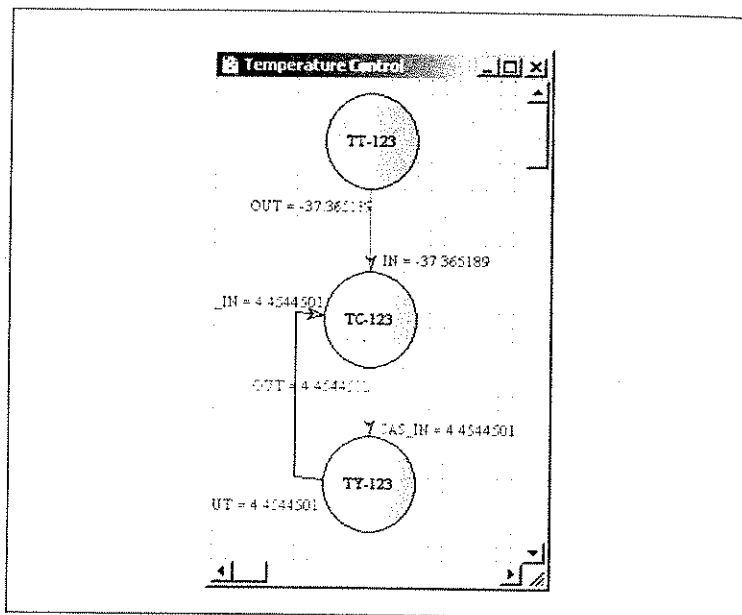 Temperature Control
TT-123
OUT = -37.365189
IN = -37.365189
_IN = 4.4544501
TC-123
OUT = 4.4544501
CAS_IN = 4.4544501
TY-123
UT = 4.4544501